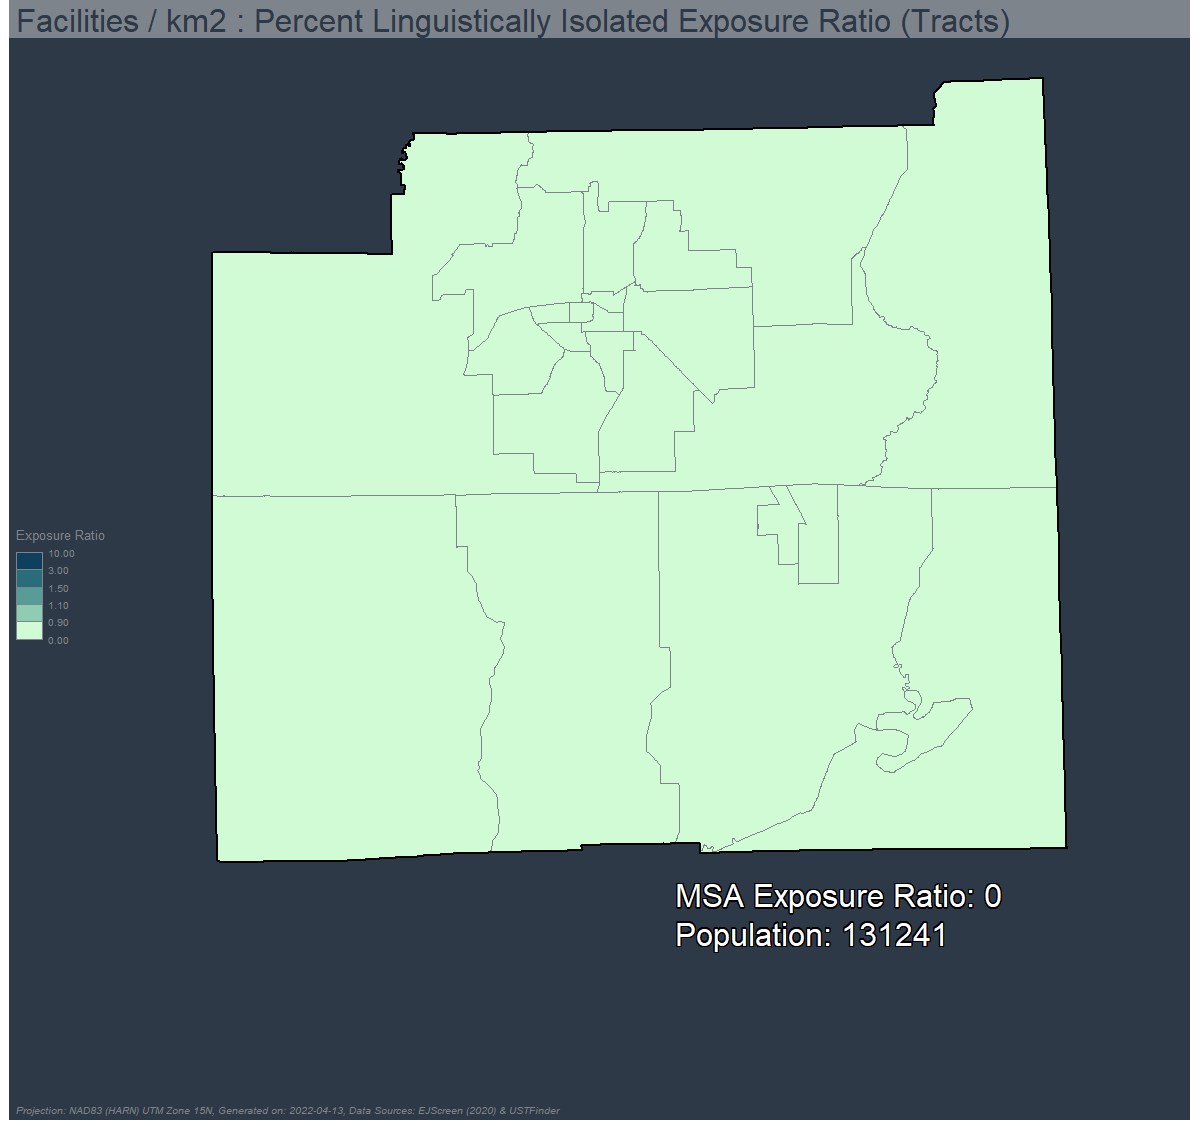 Facilities / km2 : Percent Linguistically Isolated Exposure Ratio (Tracts)
Exposure Ratio
10.00
3.00
1.50
1.10
0.90
0.00
MSA Exposure Ratio: 0
Population: 131241
Projection: NAD83 (HARN) UTM Zone 15N, Generated on: 2022-04-13, Data Sources: EJScreen (2020) & USTFinder